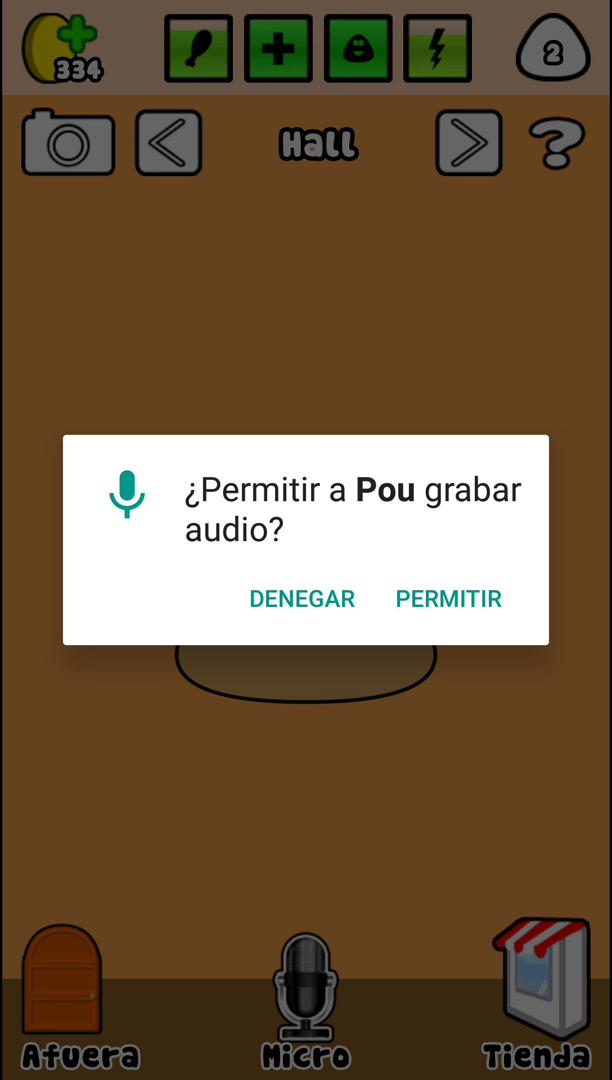 334
2
Hall
?
¿Permitir a Pou grabar
audio?
DENEGAR
PERMITIR
Afuera
Micro
Tienda